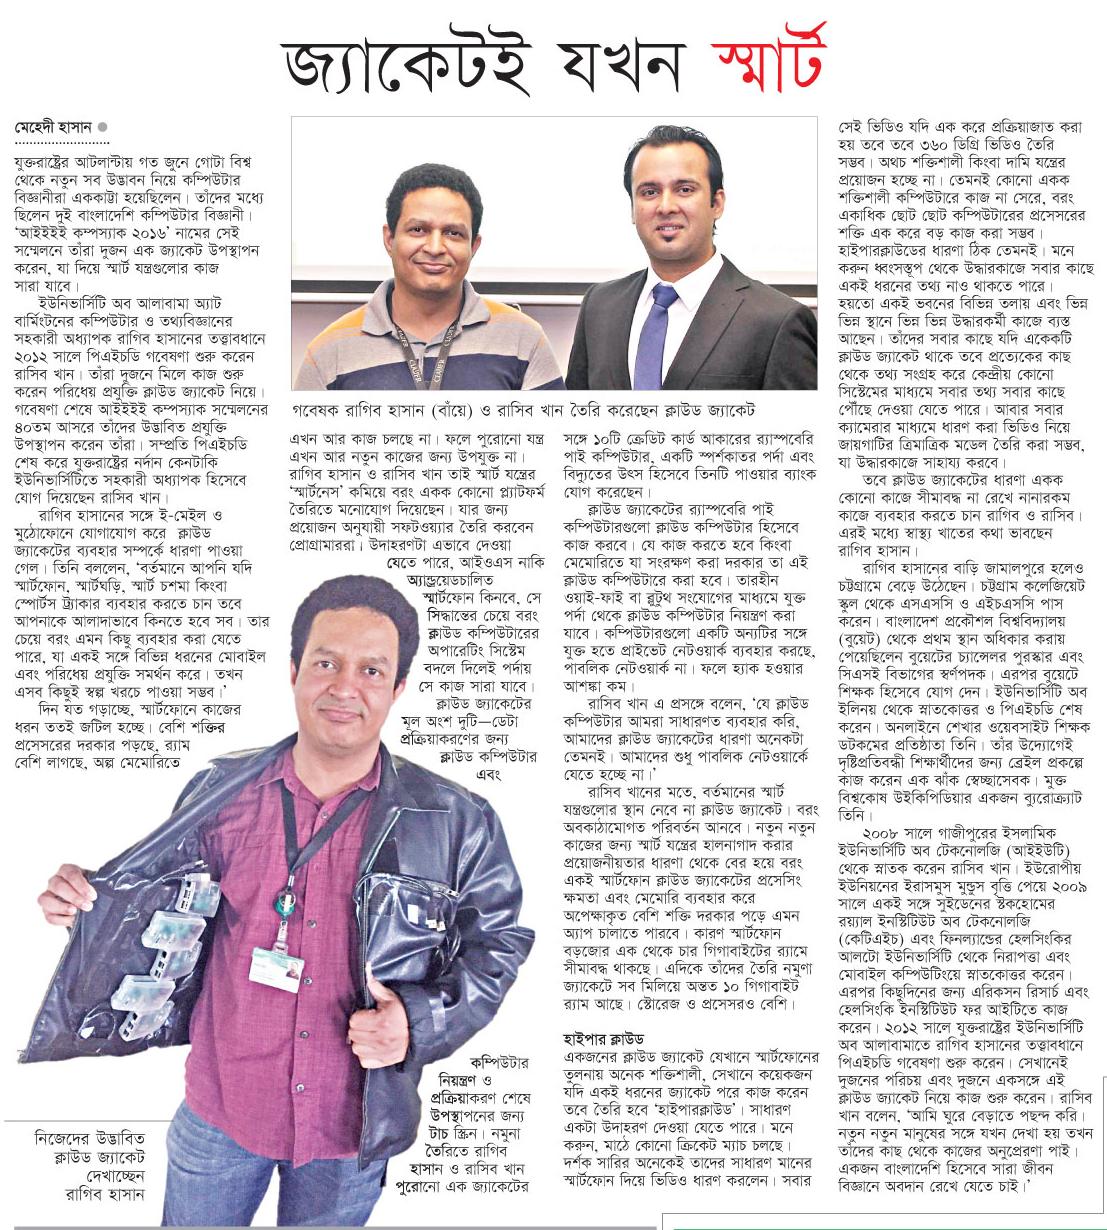 জ্যাকেটই যখন স্মার্ট
মেহেদী হাসান ●
যুক্তরাষ্ট্রের আটলান্টায় গত জুনে গোটা বিশ্ব
থেকে নতুন সব উদ্ভাবন নিয়ে কম্পিউটার
বিজ্ঞানীরা এককাট্টা হয়েছিলেন। তাঁদের মধ্যে
ছিলেন দুই বাংলাদেশি কম্পিউটার বিজ্ঞানী।
‘আইইইই কম্পস্যাক ২০১৬’ নামের সেই
সম্মেলনে তাঁরা দুজন এক জ্যাকেট উপস্থাপন
করেন, যা দিয়ে স্মার্ট যন্ত্রগুলোর কাজ
সারা যাবে।
ইউনিভার্সিটি অব আলাবামা অ্যাট
বার্মিংটনের কম্পিউটার ও তথ্যবিজ্ঞানের
সহকারী অধ্যাপক রাগিব হাসানের তত্ত্বাবধানে
২০১২ সালে পিএইচডি গবেষণা শুরু করেন
রাসিব খান। তাঁরা দুজনে মিলে কাজ শুরু
করেন পরিধেয় প্রযুক্তি ক্লাউড জ্যাকেট নিয়ে।
গবেষণা শেষে আইইইই কম্পস্যাক সম্মেলনের
৪০তম আসরে তাঁদের উদ্ভাবিত প্রযুক্তি
উপস্থাপন করেন তাঁরা। সম্প্রতি পিএইচডি
শেষ করে যুক্তরাষ্ট্রের নর্দান কেনটাকি
ইউনিভার্সিটিতে সহকারী অধ্যাপক হিসেবে
যোগ দিয়েছেন রাসিব খান।
রাগিব হাসানের সঙ্গে ই-মেইল ও
মুঠোফোনে যোগাযোগ করে ক্লাউড
জ্যাকেটের ব্যবহার সম্পর্কে ধারণা পাওয়া
গেল। তিনি বললেন, ‘বর্তমানে আপনি যদি
স্মার্টফোন, স্মার্টঘড়ি, স্মার্ট চশমা কিংবা
স্পোর্টস ট্র্যাকার ব্যবহার করতে চান তবে
আপনাকে আলাদাভাবে কিনতে হবে সব। তার
চেয়ে বরং এমন কিছু ব্যবহার করা যেতে
পারে, যা একই সঙ্গে বিভিন্ন ধরনের মোবাইল
এবং পরিধেয় প্রযুক্তি সমর্থন করে। তখন
এসব কিছুই স্বল্প খরচে পাওয়া সম্ভব।’
দিন যত গড়াচ্ছে, স্মার্টফোনে কাজের
ধরন ততই জটিল হচ্ছে। বেশি শক্তির
প্রসেসরের দরকার পড়ছে, র‍্যাম
বেশি লাগছে, অল্প মেমোরিতে
গবেষক রাগিব হাসান (বাঁয়ে) ও রাসিব খান তৈরি করেছেন ক্লাউড জ্যাকেট
এখন আর কাজ চলছে না। ফলে পুরোনো যন্ত্র
এখন আর নতুন কাজের জন্য উপযুক্ত না।
রাগিব হাসান ও রাসিব খান তাই স্মার্ট যন্ত্রের
‘স্মার্টনেস’ কমিয়ে বরং একক কোনো প্ল্যাটফর্ম
তৈরিতে মনোযোগ দিয়েছেন। যার জন্য
প্রয়োজন অনুযায়ী সফটওয়্যার তৈরি করবেন
প্রোগ্রামাররা। উদাহরণটা এভাবে দেওয়া
যেতে পারে, আইওএস নাকি
অ্যান্ড্রয়েডচালিত
স্মার্টফোন কিনবে, সে
সিদ্ধান্তের চেয়ে বরং
ক্লাউড কম্পিউটারের
অপারেটিং সিস্টেম
বদলে দিলেই পর্দায়
সে কাজ সারা যাবে।
ক্লাউড জ্যাকেটের
মূল অংশ দুটি—ডেটা
প্রক্রিয়াকরণের জন্য
ক্লাউড কম্পিউটার
এবং
কম্পিউটার
নিয়ন্ত্রণ ও
প্রক্রিয়াকরণ শেষে
উপস্থাপনের জন্য
টাচ স্ক্রিন। নমুনা
তৈরিতে রাগিব
হাসান ও রাসিব খান
পুরোনো এক জ্যাকেটের
নিজেদের উদ্ভাবিত
ক্লাউড জ্যাকেট
দেখাচ্ছেন
রাগিব হাসান
সঙ্গে ১০টি ক্রেডিট কার্ড আকারের র‍্যাস্পবেরি
পাই কম্পিউটার, একটি স্পর্শকাতর পর্দা এবং
বিদ্যুতের উৎস হিসেবে তিনটি পাওয়ার ব্যাংক
যোগ করেছেন।
ক্লাউড জ্যাকেটের র‍্যাস্পবেরি পাই
কম্পিউটারগুলো ক্লাউড কম্পিউটার হিসেবে
কাজ করবে। যে কাজ করতে হবে কিংবা
মেমোরিতে যা সংরক্ষণ করা দরকার তা এই
ক্লাউড কম্পিউটারে করা হবে। তারহীন
ওয়াই-ফাই বা ব্লুটুথ সংযোগের মাধ্যমে যুক্ত
পর্দা থেকে ক্লাউড কম্পিউটার নিয়ন্ত্রণ করা
যাবে। কম্পিউটারগুলো একটি অন্যটির সঙ্গে
যুক্ত হতে প্রাইভেট নেটওয়ার্ক ব্যবহার করছে,
পাবলিক নেটওয়ার্ক না। ফলে হ্যাক হওয়ার
আশঙ্কা কম।
রাসিব খান এ প্রসঙ্গে বলেন, ‘যে ক্লাউড
কম্পিউটার আমরা সাধারণত ব্যবহার করি,
আমাদের ক্লাউড জ্যাকেটের ধারণা অনেকটা
তেমনই। আমাদের শুধু পাবলিক নেটওয়ার্কে
যেতে হচ্ছে না।’
রাসিব খানের মতে, বর্তমানের স্মার্ট
যন্ত্রগুলোর স্থান নেবে না ক্লাউড জ্যাকেট। বরং
অবকাঠামোগত পরিবর্তন আনবে। নতুন নতুন
কাজের জন্য স্মার্ট যন্ত্রের হালনাগাদ করার
প্রয়োজনীয়তার ধারণা থেকে বের হয়ে বরং
একই স্মার্টফোন ক্লাউড জ্যাকেটের প্রসেসিং
ক্ষমতা এবং মেমোরি ব্যবহার করে
অপেক্ষাকৃত বেশি শক্তি দরকার পড়ে এমন
অ্যাপ চালাতে পারবে। কারণ স্মার্টফোন
বড়জোর এক থেকে চার গিগাবাইটের র‍্যামে
সীমাবদ্ধ থাকছে। এদিকে তাঁদের তৈরি নমুণা
জ্যাকেটে সব মিলিয়ে অন্তত ১০ গিগাবাইট
র‍্যাম আছে। স্টোরেজ ও প্রসেসরও বেশি।
হাইপার ক্লাউড
একজনের ক্লাউড জ্যাকেট যেখানে স্মার্টফোনের
তুলনায় অনেক শক্তিশালী, সেখানে কয়েকজন
যদি একই ধরনের জ্যাকেট পরে কাজ করেন
তবে তৈরি হবে ‘হাইপারক্লাউড’। সাধারণ
একটা উদাহরণ দেওয়া যেতে পারে। মনে
করুন, মাঠে কোনো ক্রিকেট ম্যাচ চলছে।
দর্শক সারির অনেকেই তাদের সাধারণ মানের
স্মার্টফোন দিয়ে ভিডিও ধারণ করলেন। সবার
সেই ভিডিও যদি এক করে প্রক্রিয়াজাত করা
হয় তবে তবে ৩৬০ ডিগ্রি ভিডিও তৈরি
সম্ভব। অথচ শক্তিশালী কিংবা দামি যন্ত্রের
প্রয়োজন হচ্ছে না। তেমনই কোনো একক
শক্তিশালী কম্পিউটারে কাজ না সেরে, বরং
একাধিক ছোট ছোট কম্পিউটারের প্রসেসরের
শক্তি এক করে বড় কাজ করা সম্ভব।
হাইপারক্লাউডের ধারণা ঠিক তেমনই। মনে
করুন ধ্বংসস্তূপ থেকে উদ্ধারকাজে সবার কাছে
একই ধরনের তথ্য নাও থাকতে পারে।
হয়তো একই ভবনের বিভিন্ন তলায় এবং ভিন্ন
ভিন্ন স্থানে ভিন্ন ভিন্ন উদ্ধারকর্মী কাজে ব্যস্ত
আছেন। তাঁদের সবার কাছে যদি একেকটি
ক্লাউড জ্যাকেট থাকে তবে প্রত্যেকের কাছ
থেকে তথ্য সংগ্রহ করে কেন্দ্রীয় কোনো
সিস্টেমের মাধ্যমে সবার তথ্য সবার কাছে
পৌঁছে দেওয়া যেতে পারে। আবার সবার
ক্যামেরার মাধ্যমে ধারণ করা ভিডিও নিয়ে
জায়গাটির ত্রিমাত্রিক মডেল তৈরি করা সম্ভব,
যা উদ্ধারকাজে সাহায্য করবে।
তবে ক্লাউড জ্যাকেটের ধারণা একক
কোনো কাজে সীমাবদ্ধ না রেখে নানারকম
কাজে ব্যবহার করতে চান রাগিব ও রাসিব।
এরই মধ্যে স্বাস্থ্য খাতের কথা ভাবছেন
রাগিব হাসান।
রাগিব হাসানের বাড়ি জামালপুরে হলেও
চট্টগ্রামে বেড়ে উঠেছেন। চট্টগ্রাম কলেজিয়েট
স্কুল থেকে এসএসসি ও এইচএসসি পাস
করেন। বাংলাদেশ প্রকৌশল বিশ্ববিদ্যালয়
(বুয়েট) থেকে প্রথম স্থান অধিকার করায়
পেয়েছিলেন বুয়েটের চ্যান্সেলর পুরস্কার এবং
সিএসই বিভাগের স্বর্ণপদক। এরপর বুয়েটে
শিক্ষক হিসেবে যোগ দেন। ইউনিভার্সিটি অব
ইলিনয় থেকে স্নাতকোত্তর ও পিএইচডি শেষ
করেন। অনলাইনে শেখার ওয়েবসাইট শিক্ষক
ডটকমের প্রতিষ্ঠাতা তিনি। তাঁর উদ্যোগেই
দৃষ্টিপ্রতিবন্ধী শিক্ষার্থীদের জন্য ব্রেইল প্রকল্পে
কাজ করেন এক ঝাঁক স্বেচ্ছাসেবক। মুক্ত
বিশ্বকোষ উইকিপিডিয়ার একজন ব্যুরোক্র্যাট
তিনি।
২০০৮ সালে গাজীপুরের ইসলামিক
ইউনিভার্সিটি অব টেকনোলজি (আইইউটি)
থেকে স্নাতক করেন রাসিব খান। ইউরোপীয়
ইউনিয়নের ইরাসমুস মুন্ডুস বৃত্তি পেয়ে ২০০৯
সালে একই সঙ্গে সুইডেনের স্টকহোমের
রয়্যাল ইনস্টিটিউট অব টেকনোলজি
(কেটিএইচ) এবং ফিনল্যান্ডের হেলসিংকির
আলটো ইউনিভার্সিটি থেকে নিরাপত্তা এবং
মোবাইল কম্পিউটিংয়ে স্নাতকোত্তর করেন।
এরপর কিছুদিনের জন্য এরিকসন রিসার্চ এবং
হেলসিংকি ইনস্টিটিউট ফর আইটিতে কাজ
করেন। ২০১২ সালে যুক্তরাষ্ট্রের ইউনিভার্সিটি
অব আলাবামাতে রাগিব হাসানের তত্ত্বাবধানে
পিএইচডি গবেষণা শুরু করেন। সেখানেই
দুজনের পরিচয় এবং দুজনে একসঙ্গে এই
ক্লাউড জ্যাকেট নিয়ে কাজ শুরু করেন। রাসিব
খান বলেন, ‘আমি ঘুরে বেড়াতে পছন্দ করি।
নতুন নতুন মানুষের সঙ্গে যখন দেখা হয় তখন
তাঁদের কাছ থেকে কাজের অনুপ্রেরণা পাই।
একজন বাংলাদেশি হিসেবে সারা জীবন
বিজ্ঞানে অবদান রেখে যেতে চাই।’